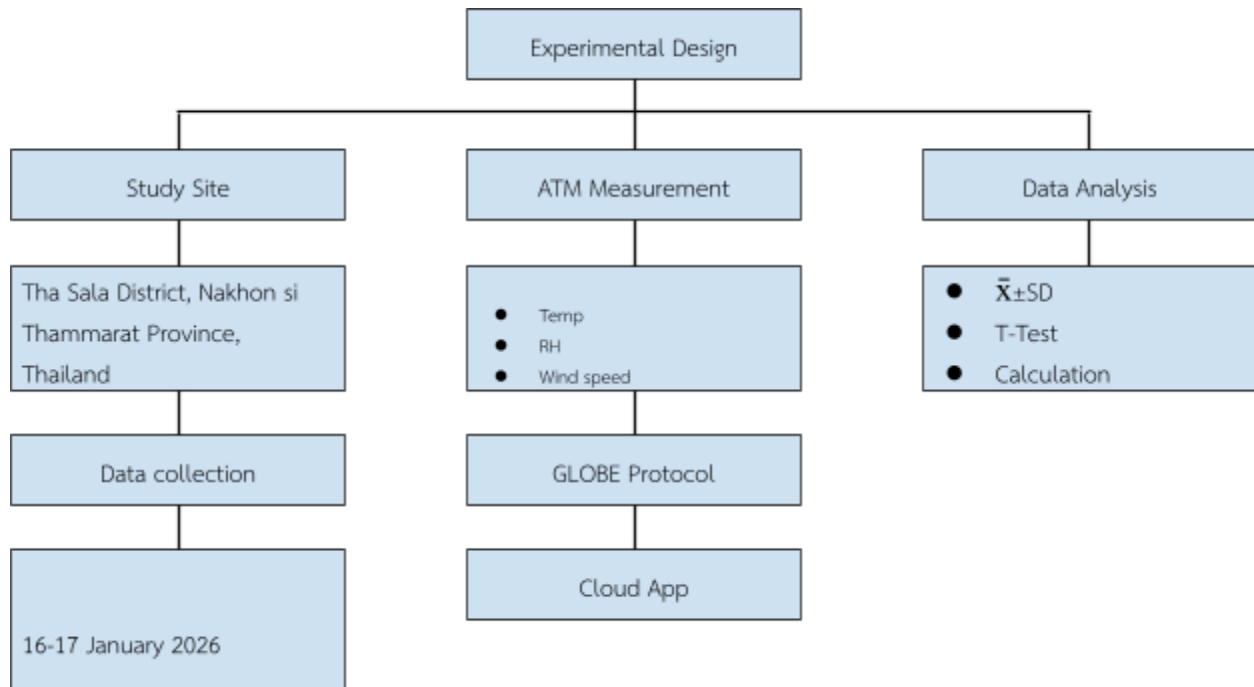 Experimental Design
Study Site
ATM Measurement
Data Analysis
Tha Sala District, Nakhon si
Thammarat Province,
Thailand
● Temp
● RH
● Wind speed
● x̄±SD
● T-Test
● Calculation
Data collection
GLOBE Protocol
Cloud App
16-17 January 2026